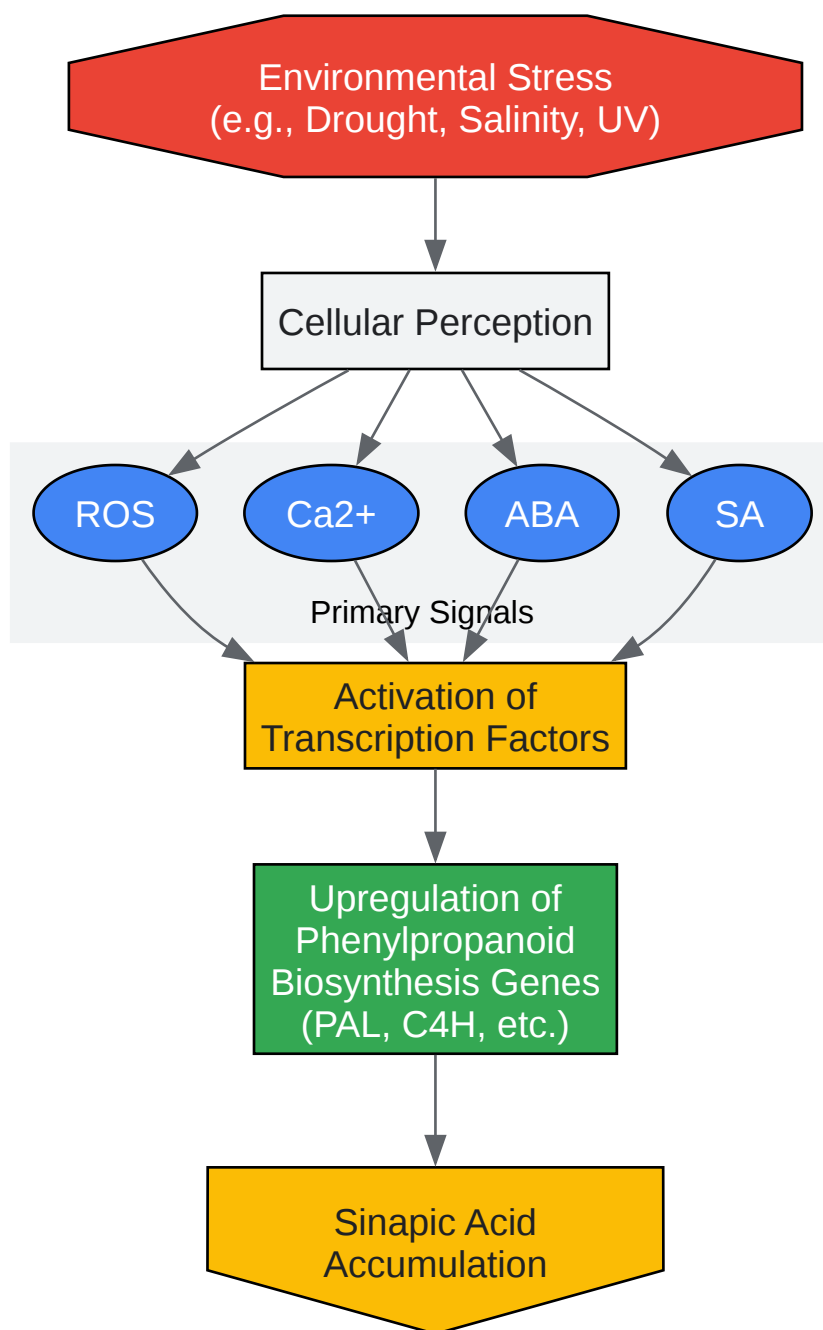 Environmental Stress
(e.g., Drought, Salinity, UV)
Cellular Perception
ROS
Ca2+
ABA
SA
Primary Signals
Activation of
Transcription Factors
Upregulation of
Phenylpropanoid
Biosynthesis Genes
(PAL, C4H, etc.)
Sinapic Acid
Accumulation